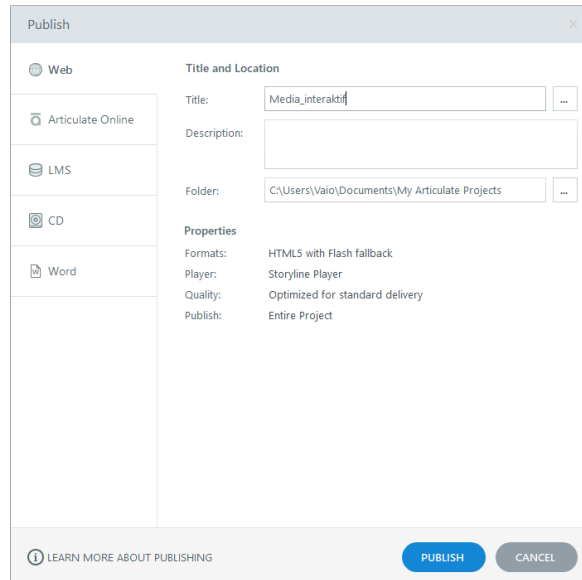 Publish
Web
Articulate Online
LMS
CD
Word
Title and Location
Title: Media_interaktif ...
Description:
Folder: C:\Users\Vaio\Documents\My Articulate Projects ...
Properties
Formats: HTML5 with Flash fallback
Player: Storyline Player
Quality: Optimized for standard delivery
Publish: Entire Project
LEARN MORE ABOUT PUBLISHING
PUBLISH
CANCEL